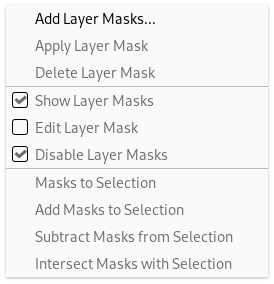 Add Layer Masks...
Apply Layer Mask
Delete Layer Mask
Show Layer Masks
Edit Layer Mask
Disable Layer Masks
Masks to Selection
Add Masks to Selection
Subtract Masks from Selection
Intersect Masks with Selection